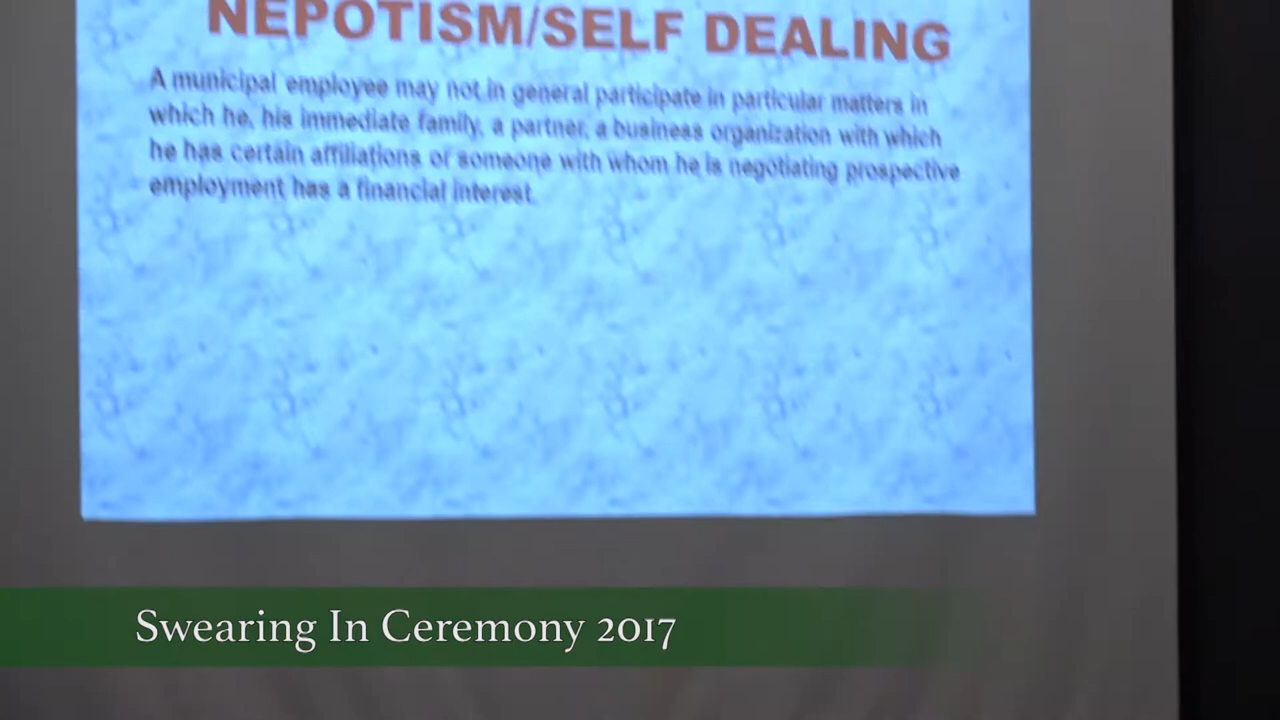 NEPOTISM/SELF DEALING
A municipal employee may not in general participate in particular matters in
which he, his immediate family, a partner, a business organization with which
he has certain affiliations or someone with whom he is negotiating prospective
employment has a financial interest.
Swearing In Ceremony 2017